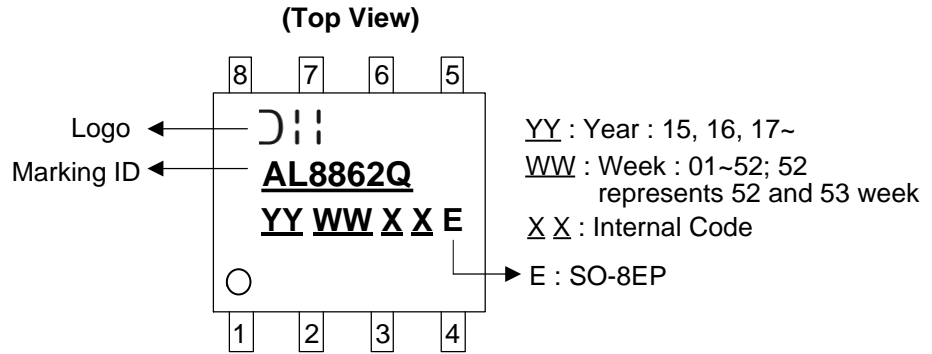 (Top View)
8 7 6 5
Logo
Marking ID
AL8862Q
YY WW X X E
YY : Year : 15, 16, 17~
WW : Week : 01~52; 52
represents 52 and 53 week
X X : Internal Code
E : SO-8EP
1 2 3 4